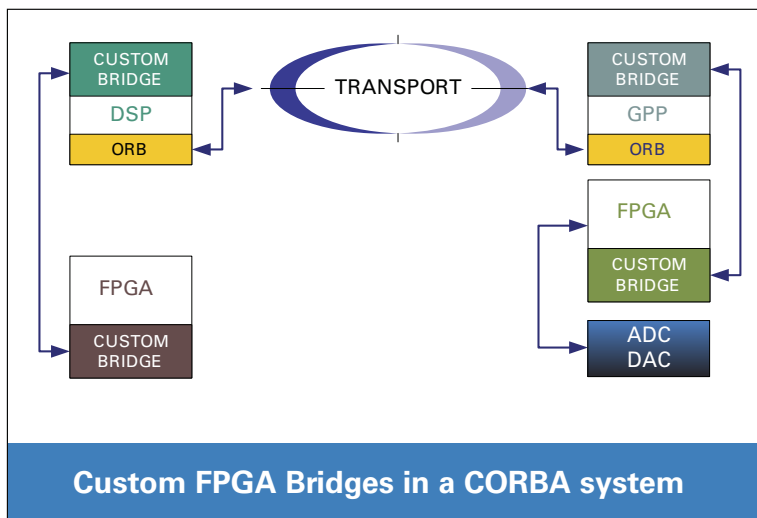 CUSTOM
BRIDGE
DSP
ORB
TRANSPORT
CUSTOM
BRIDGE
GPP
ORB
FPGA
CUSTOM
BRIDGE
FPGA
CUSTOM
BRIDGE
ADC
DAC
Custom FPGA Bridges in a CORBA system